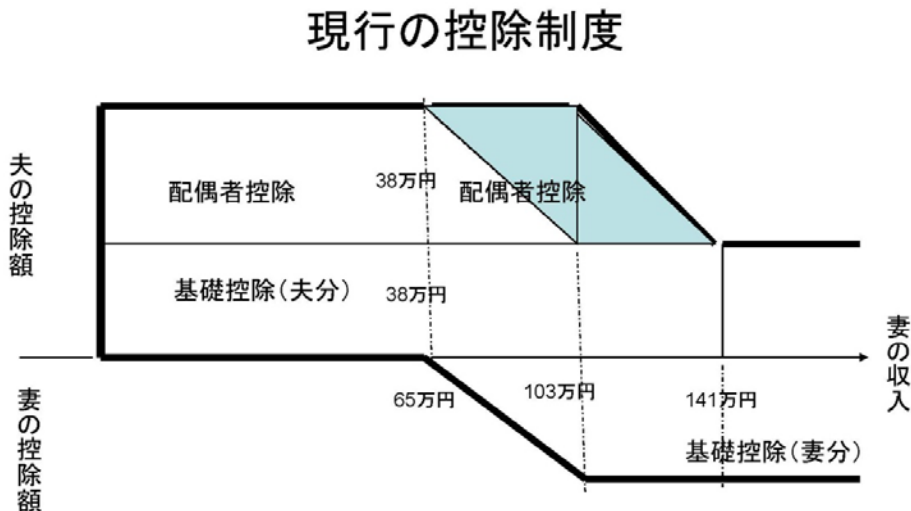 現行の控除制度
夫の控除額
配偶者控除
38万円
配偶者控除
基礎控除(夫分)
38万円
妻の収入
65万円
103万円
141万円
妻の控除額
基礎控除(妻分)